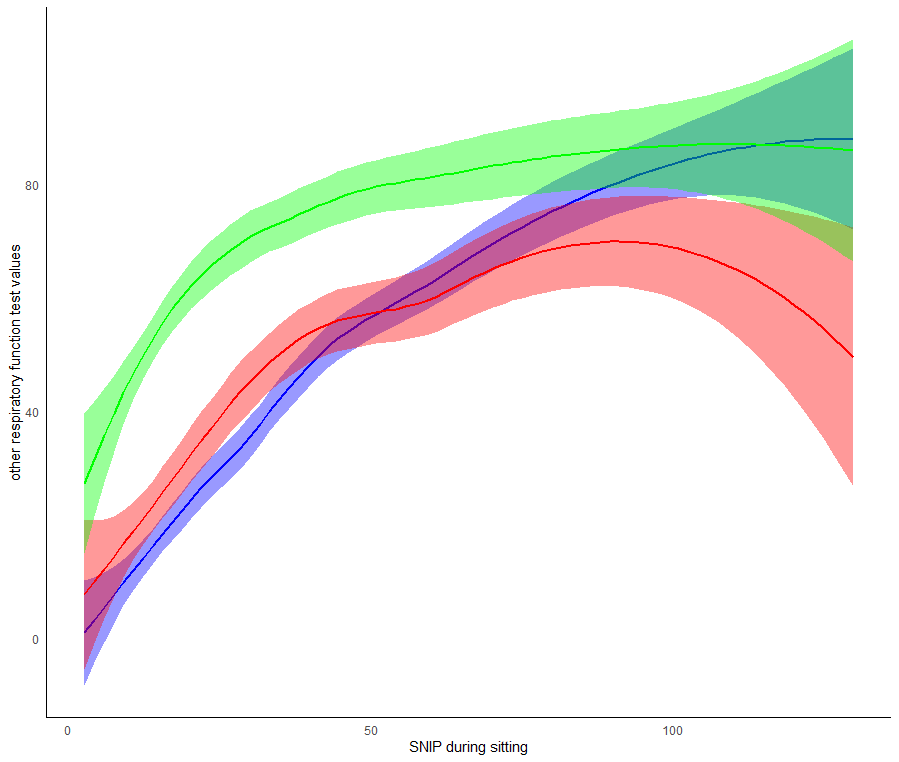 80
40
0
0 50 100
SNIP during sitting
other respiratory function test values